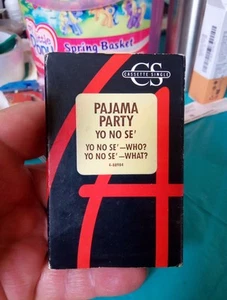 Spring Basket
CS
CASSETTE SINGLE
PAJAMA
PARTY
YO NO SE'
YO NO SE'—WHO?
YO NO SE'—WHAT?